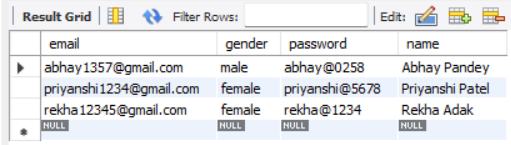 Result Grid Filter Rows: Edit:
email gender password name
abhay1357@gmail.com male abhay@0258 Abhay Pandey
priyanshi1234@gmail.com female priyanshi@5678 Priyanshi Patel
rekha12345@gmail.com female rekha@1234 Rekha Adak
NULL NULL NULL NULL